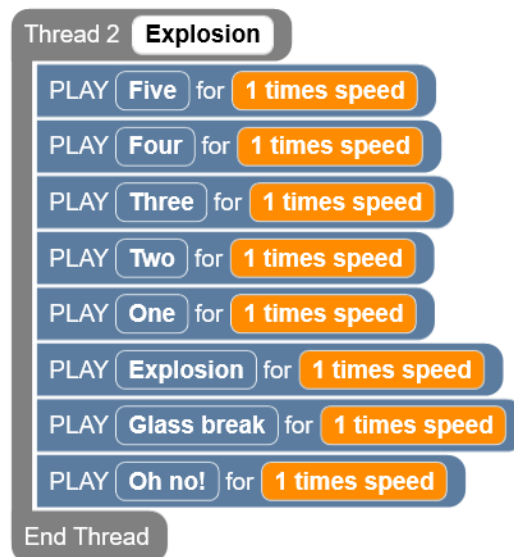 Thread 2 Explosion
PLAY Five for 1 times speed
PLAY Four for 1 times speed
PLAY Three for 1 times speed
PLAY Two for 1 times speed
PLAY One for 1 times speed
PLAY Explosion for 1 times speed
PLAY Glass break for 1 times speed
PLAY Oh no! for 1 times speed
End Thread